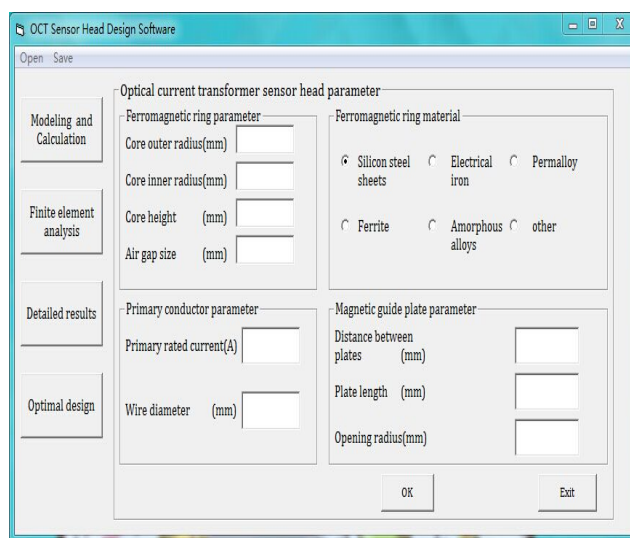 OCT Sensor Head Design Software
Open Save
Modeling and
Calculation
Finite element
analysis
Detailed results
Optimal design
Optical current transformer sensor head parameter
Ferromagnetic ring parameter
Core outer radius(mm)
Core inner radius(mm)
Core height (mm)
Air gap size (mm)
Ferromagnetic ring material
Silicon steel
sheets
Electrical
iron
Permalloy
Ferrite
Amorphous
alloys
other
Primary conductor parameter
Primary rated current(A)
Wire diameter (mm)
Magnetic guide plate parameter
Distance between
plates (mm)
Plate length (mm)
Opening radius(mm)
OK
Exit